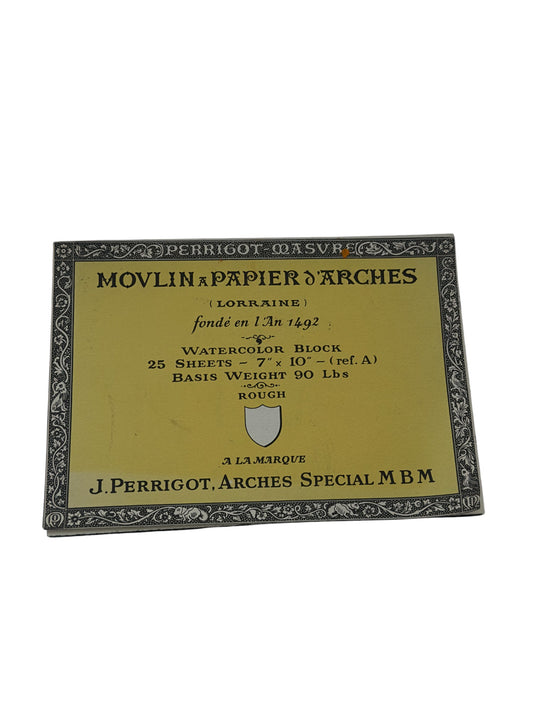 PERRIGOT-MASVRE
MOVLIN A PAPIER d'ARCHES
(LORRAINE)
fondé en l'An 1492
WATERCOLOR BLOCK
25 SHEETS – 7" x 10" – (ref. A)
BASIS WEIGHT 90 Lbs
ROUGH
A LA MARQUE
J. PERRIGOT, ARCHES SPECIAL M B M